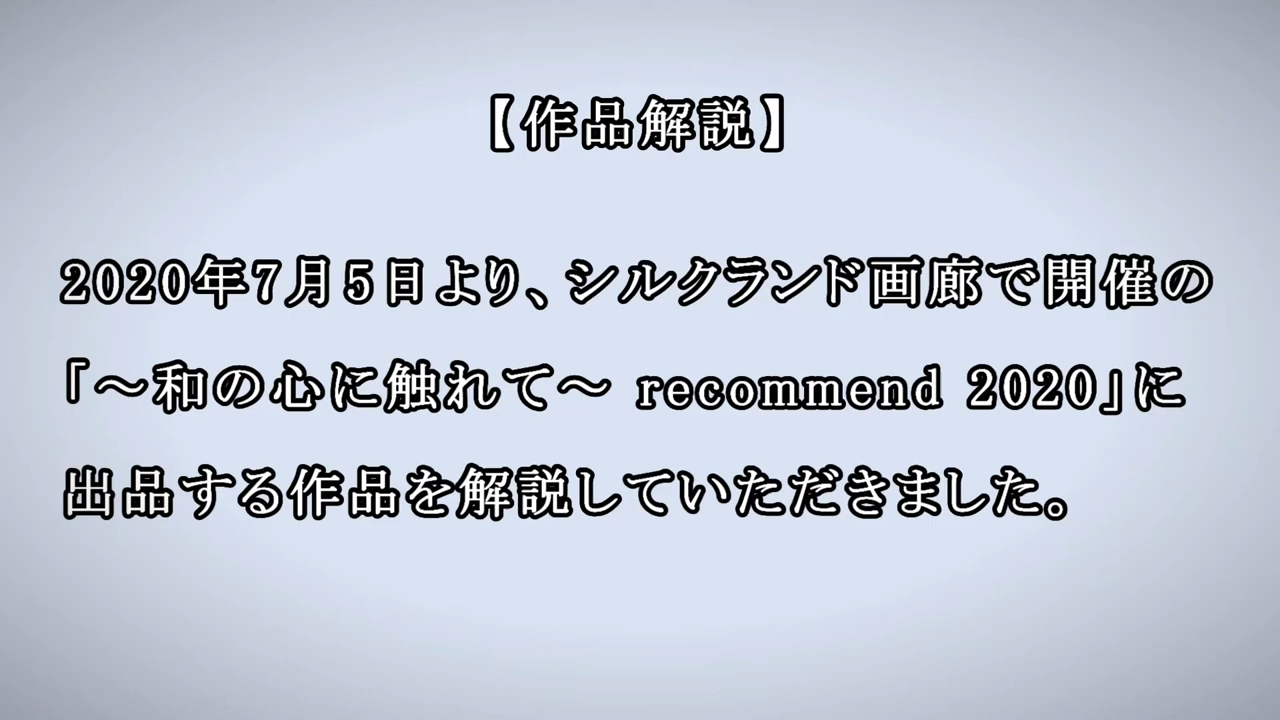 【作品解説】
2020年7月5日より、シルクランド画廊で開催の
「～和の心に触れて～ recommend 2020」に
出品する作品を解説していただきました。